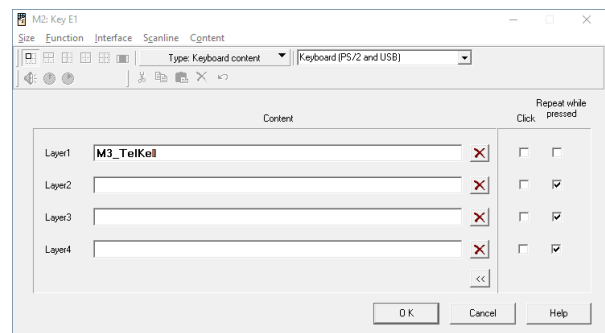 M2: Key E1
Size Function Interface Scanline Content
Type: Keyboard content Keyboard (PS/2 and USB)
Content Click Repeat while pressed
Layer1
Layer2
Layer3
Layer4
<<
OK Cancel Help